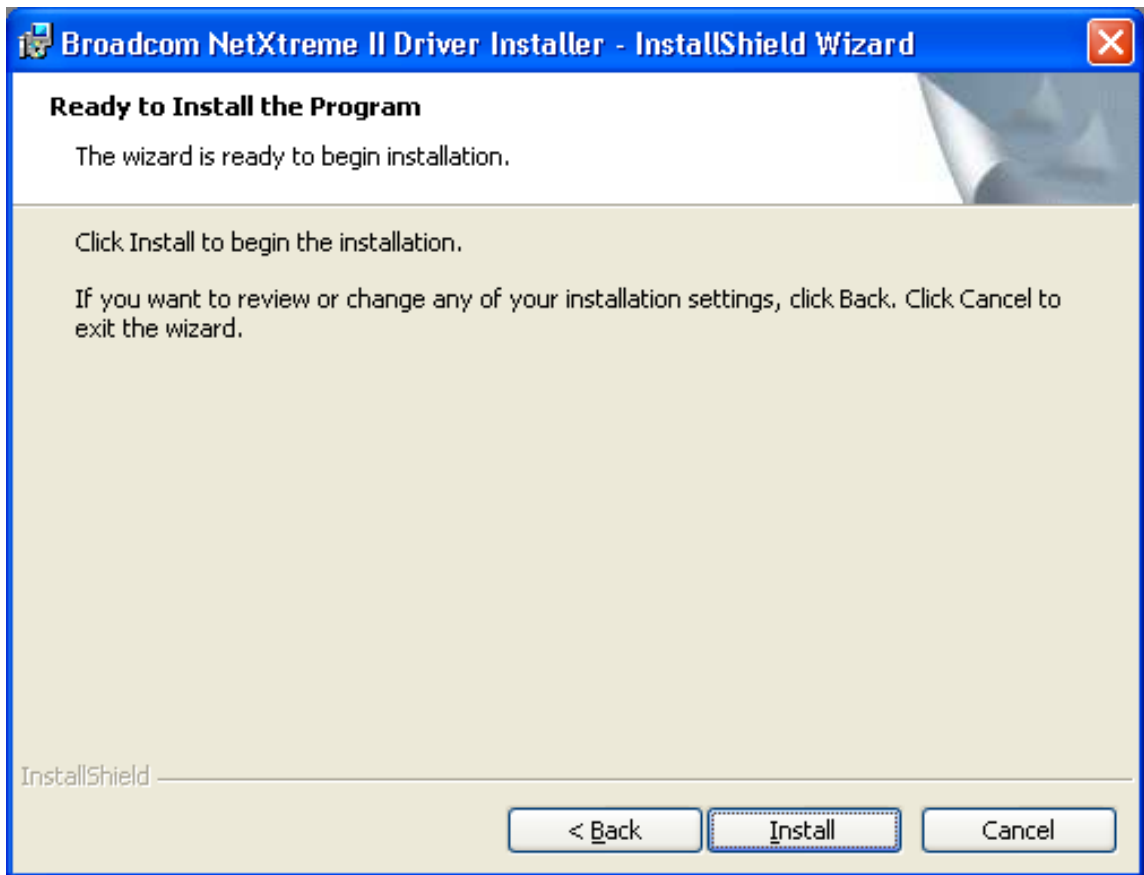 Broadcom NetXtreme II Driver Installer - InstallShield Wizard
Ready to Install the Program
The wizard is ready to begin installation.
Click Install to begin the installation.
If you want to review or change any of your installation settings, click Back. Click Cancel to
exit the wizard.
InstallShield
< Back
Install
Cancel